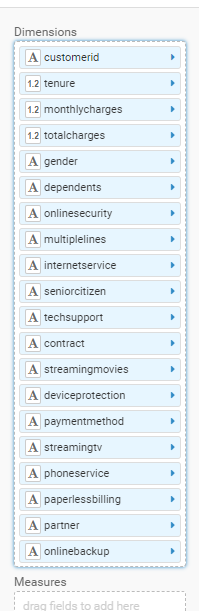 Dimensions
A customerid
1.2 tenure
1.2 monthlycharges
1.2 totalcharges
A gender
A dependents
A onlinesecurity
A multiplelines
A internetservice
A seniorcitizen
A techsupport
A contract
A streamingmovies
A deviceprotection
A paymentmethod
A streamingtv
A phoneservice
A paperlessbilling
A partner
A onlinebackup
Measures
drag fields to add here